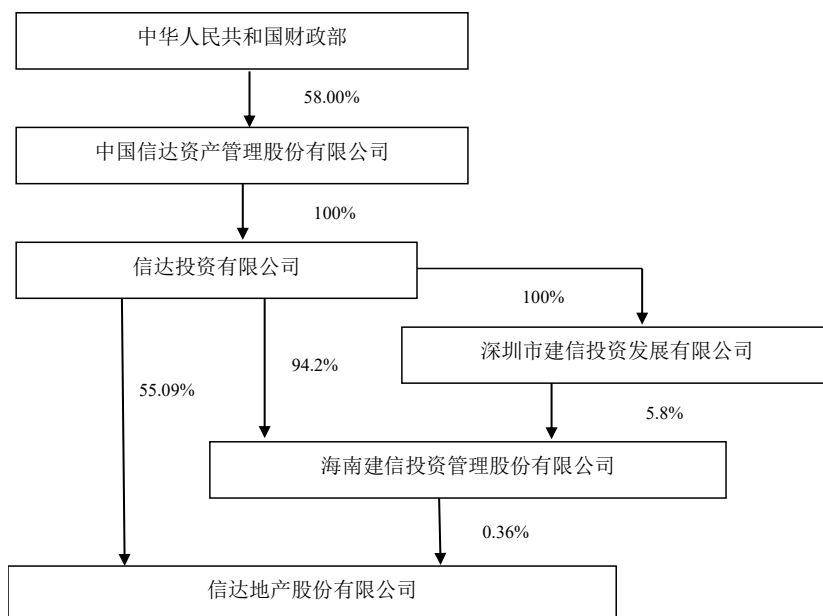 中华人民共和国财政部
58.00%
中国信达资产管理股份有限公司
100%
信达投资有限公司
100%
深圳市建信投资发展有限公司
94.2%
55.09%
5.8%
海南建信投资管理股份有限公司
0.36%
信达地产股份有限公司